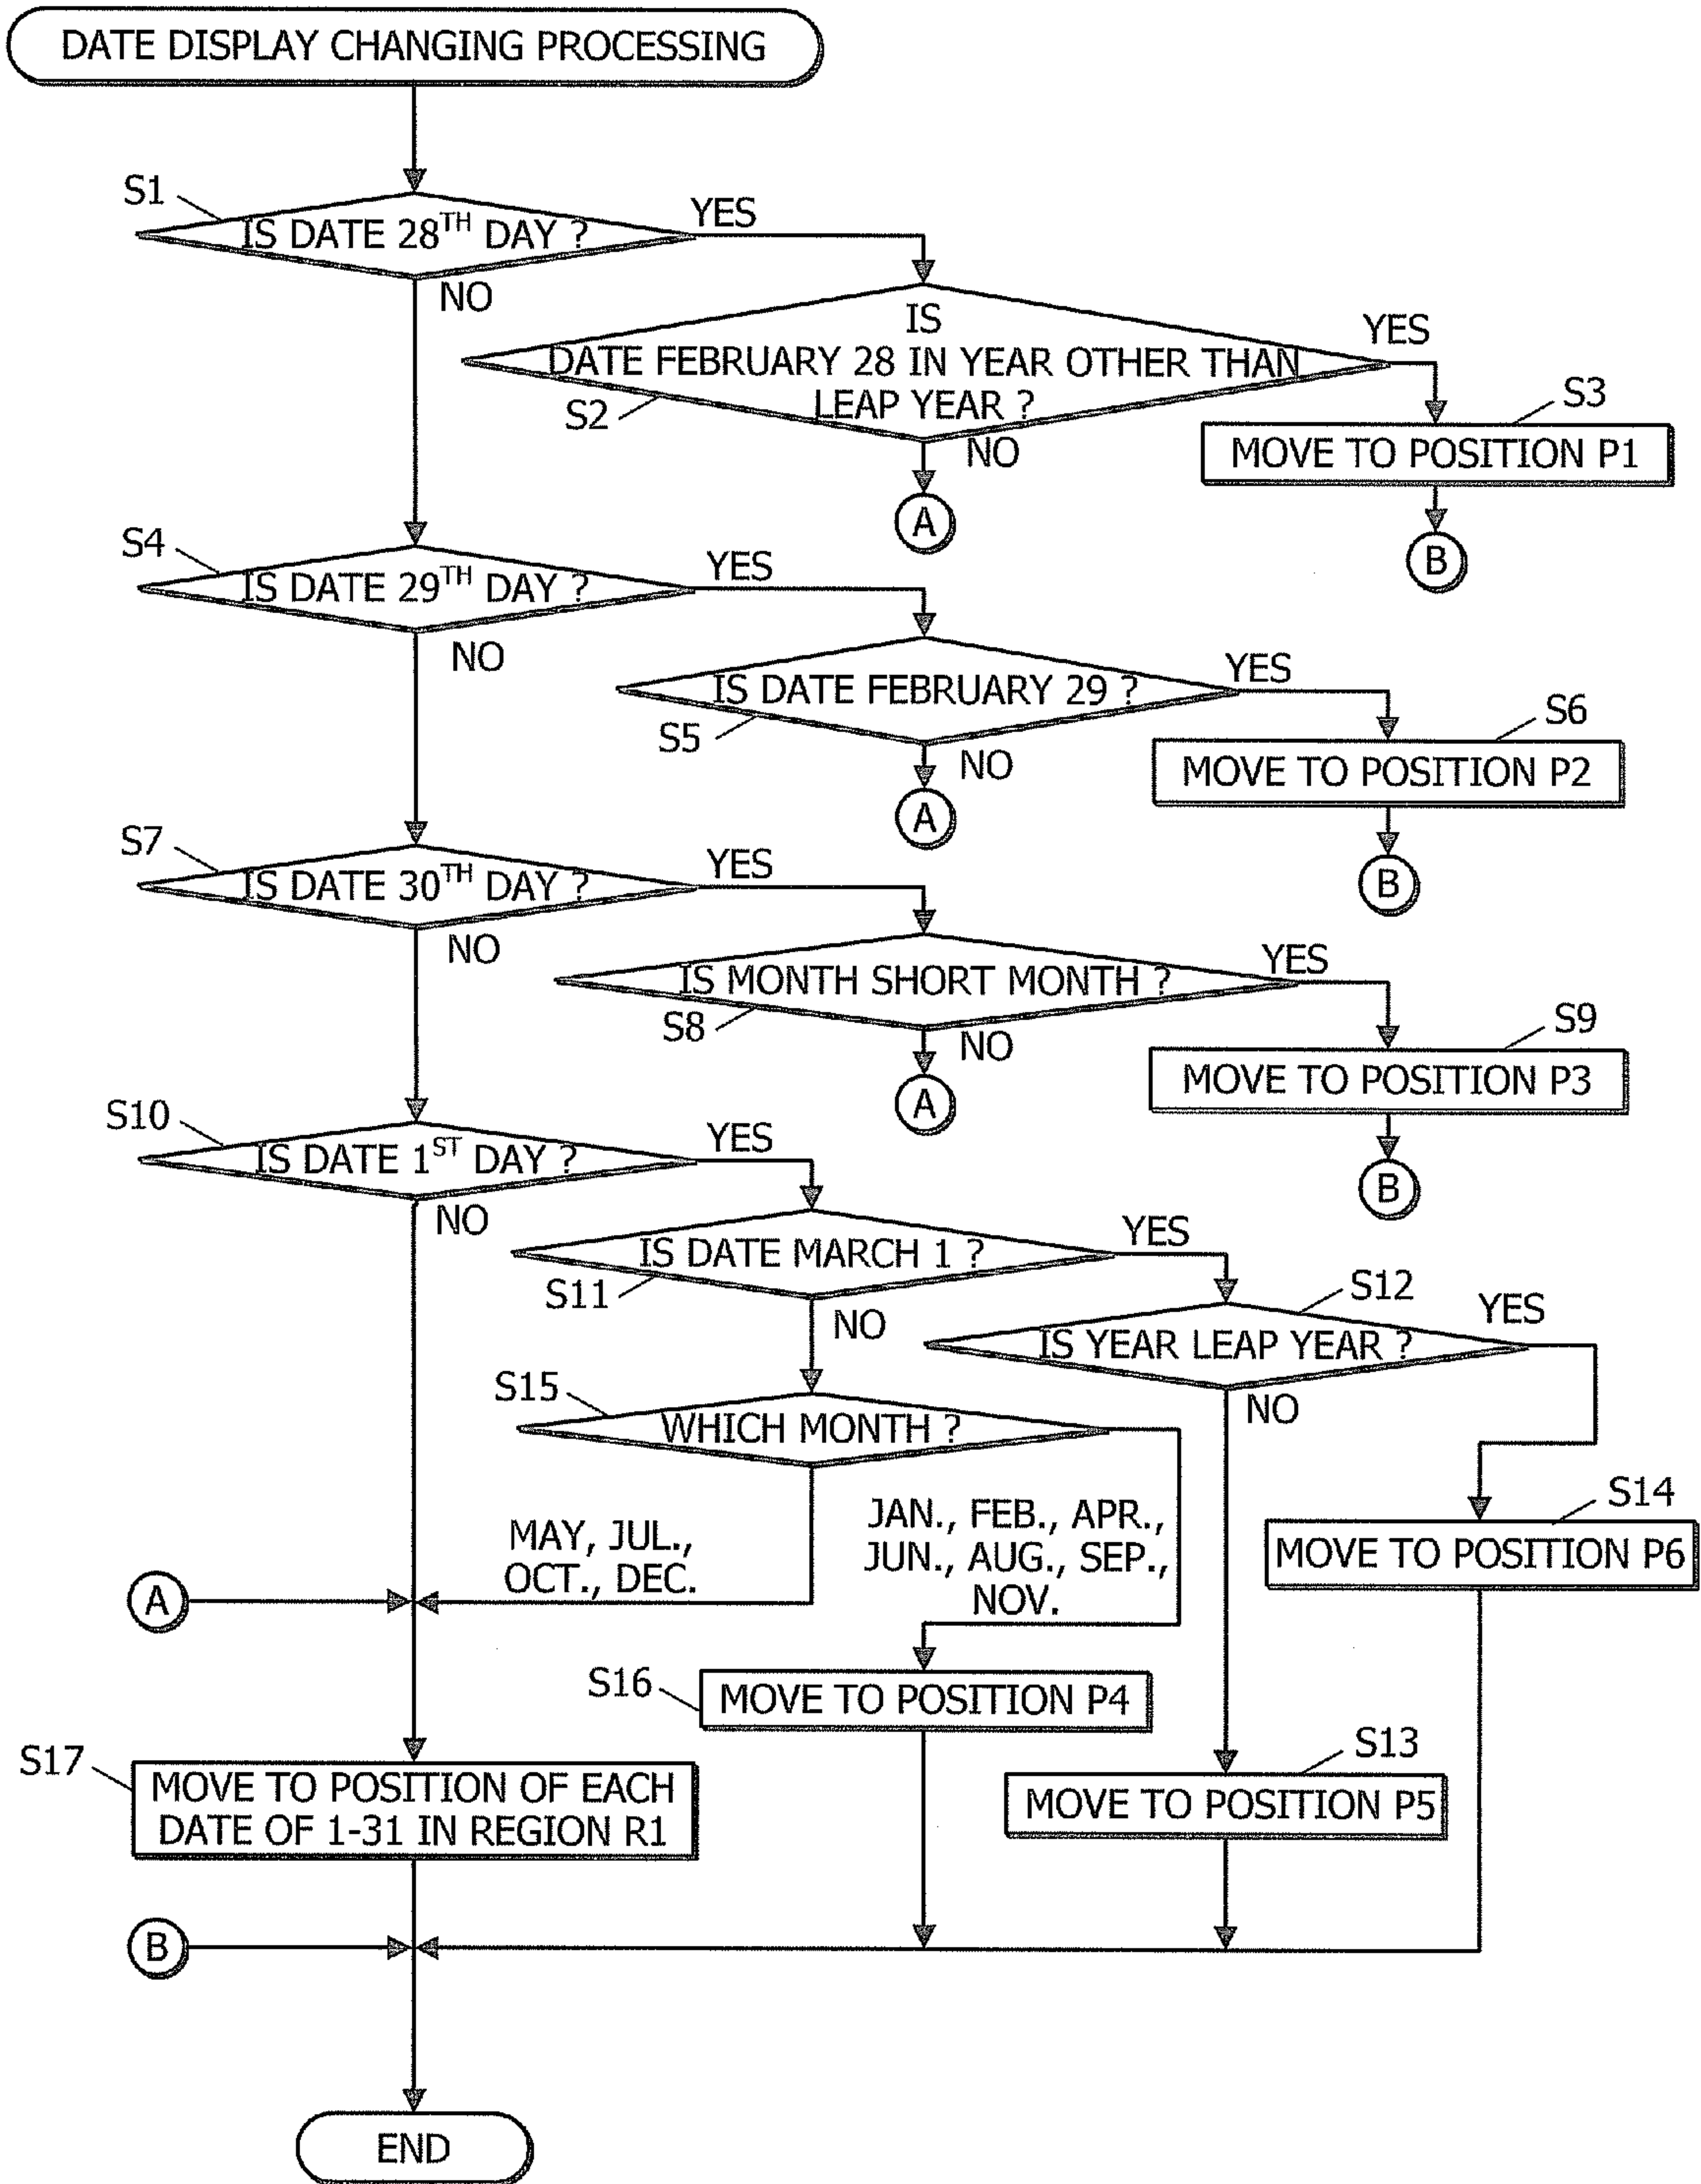 DATE DISPLAY CHANGING PROCESSING
S1
IS DATE 28TH DAY ?
YES
NO
IS
DATE FEBRUARY 28 IN YEAR OTHER THAN
LEAP YEAR ?
S2
YES
NO
S3
MOVE TO POSITION P1
A
B
S4
IS DATE 29TH DAY ?
YES
NO
IS DATE FEBRUARY 29 ?
S5
YES
NO
S6
MOVE TO POSITION P2
A
B
S7
IS DATE 30TH DAY ?
YES
NO
IS MONTH SHORT MONTH ?
S8
YES
NO
S9
MOVE TO POSITION P3
A
B
S10
IS DATE 1ST DAY ?
YES
NO
IS DATE MARCH 1 ?
S11
YES
NO
S12
IS YEAR LEAP YEAR ?
YES
NO
S15
WHICH MONTH ?
MAY, JUL.,
OCT., DEC.
JAN., FEB., APR.,
JUN., AUG., SEP.,
NOV.
S14
MOVE TO POSITION P6
A
S16
MOVE TO POSITION P4
S13
MOVE TO POSITION P5
S17
MOVE TO POSITION OF EACH
DATE OF 1-31 IN REGION R1
B
END